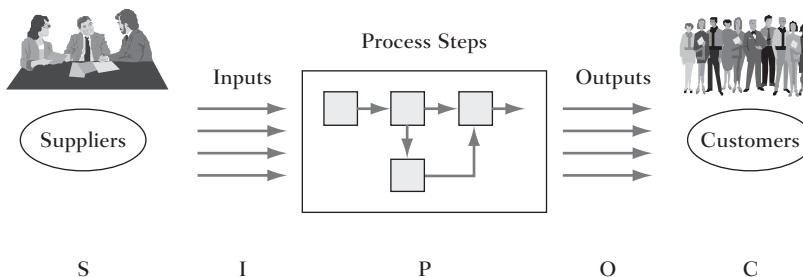 Process Steps
Inputs
Outputs
Suppliers
Customers
S I P O C